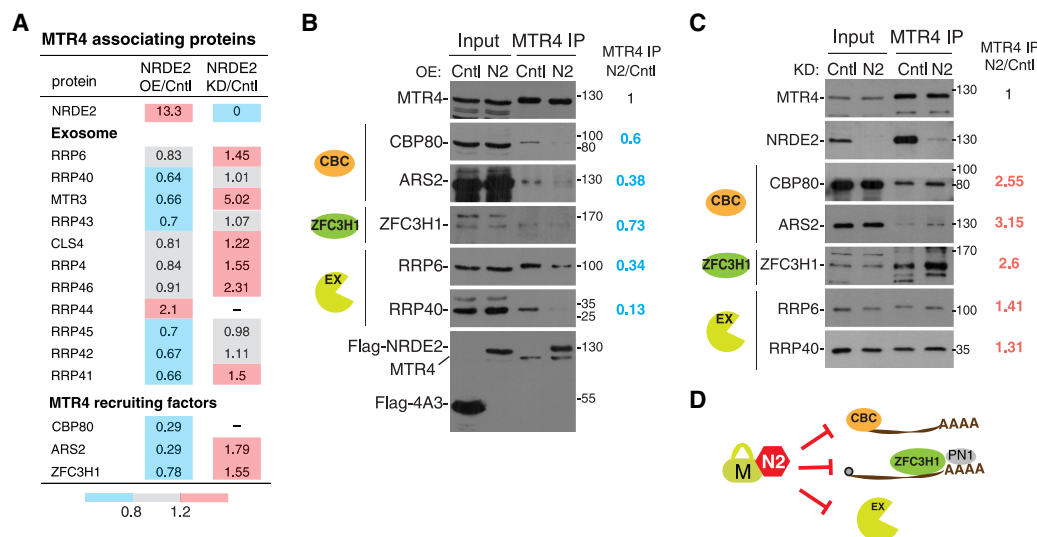 A
MTR4 associating proteins
protein NRDE2 OE/Cntl NRDE2 KD/Cntl
NRDE2 13.3 0
Exosome
RRP6 0.83 1.45
RRP40 0.64 1.01
MTR3 0.66 5.02
RRP43 0.7 1.07
CLS4 0.81 1.22
RRP4 0.84 1.55
RRP46 0.91 2.31
RRP44 2.1 –
RRP45 0.7 0.98
RRP42 0.67 1.11
RRP41 0.66 1.5
MTR4 recruiting factors
CBP80 0.29 –
ARS2 0.29 1.79
ZFC3H1 0.78 1.55
0.8 1.2
B
Input MTR4 IP MTR4 IP
OE: Cntl N2 Cntl N2 N2/Cntl
MTR4 130 1
CBC
CBP80 100 80 0.6
ARS2 130 0.38
ZFC3H1
ZFC3H1 170 0.73
EX
RRP6 100 0.34
RRP40 35 25 0.13
Flag-NRDE2 130
MTR4
Flag-4A3 55
C
Input MTR4 IP MTR4 IP
KD: Cntl N2 Cntl N2 N2/Cntl
MTR4 130 1
NRDE2 130
CBC
CBP80 100 80 2.55
ARS2 130 3.15
ZFC3H1
ZFC3H1 170 2.6
EX
RRP6 100 1.41
RRP40 35 1.31
D
M N2
CBC AAAA
ZFC3H1 PN1 AAAA
EX